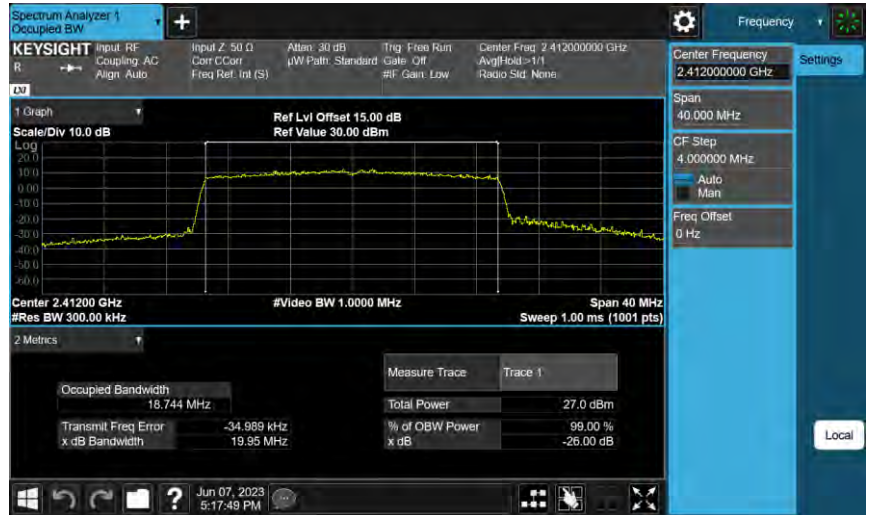 Spectrum Analyzer 1
Occupied BW
Frequency
KEYSIGHT
R
LXI
Input: RF
Coupling: AC
Align: Auto
Input Z: 50 Ω
Corr CCorr
Freq Ref: Int (S)
Atten: 30 dB
µW Path: Standard
Trig: Free Run
Gate: Off
#IF Gain: Low
Center Freq: 2.412000000 GHz
Avg|Hold:>1/1
Radio Std: None
1 Graph
Scale/Div 10.0 dB
Ref Lvl Offset 15.00 dB
Ref Value 30.00 dBm
Log
20.0
10.0
0.00
-10.0
-20.0
-30.0
-40.0
-50.0
-60.0
Center 2.41200 GHz
#Res BW 300.00 kHz
#Video BW 1.0000 MHz
Span 40 MHz
Sweep 1.00 ms (1001 pts)
2 Metrics
Measure Trace Trace 1
Occupied Bandwidth
18.744 MHz
Total Power 27.0 dBm
Transmit Freq Error -34.989 kHz
% of OBW Power 99.00 %
x dB Bandwidth 19.95 MHz
x dB -26.00 dB
Center Frequency
2.412000000 GHz
Settings
Span
40.000 MHz
CF Step
4.000000 MHz
Auto
Man
Freq Offset
0 Hz
Local
?
Jun 07, 2023
5:17:49 PM